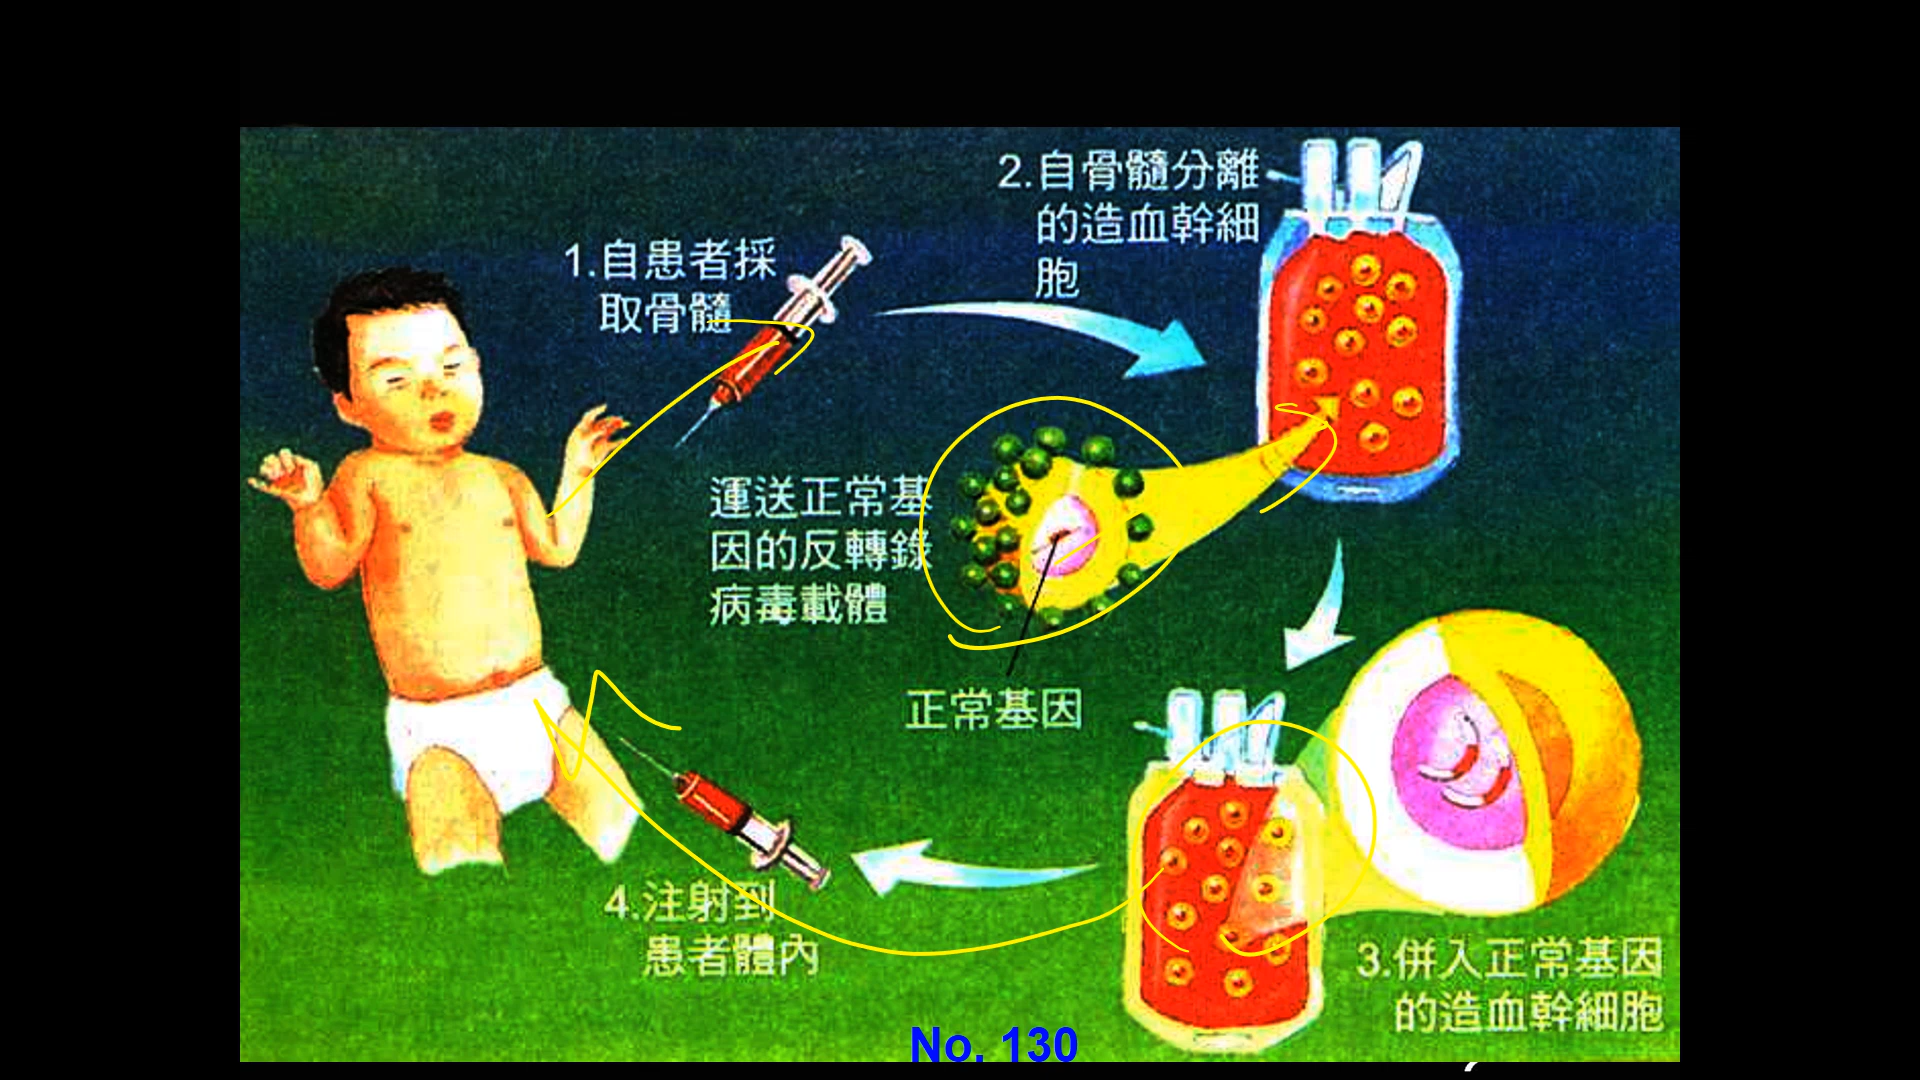 1.自患者採
取骨髓
2.自骨髓分離
的造血幹細
胞
運送正常基
因的反轉錄
病毒載體
正常基因
3.併入正常基因
的造血幹細胞
4.注射到
患者體內
No. 130